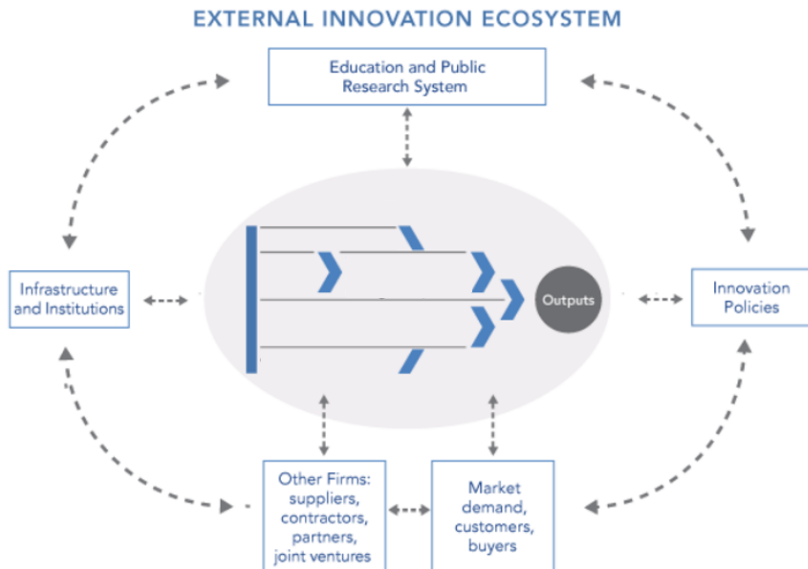 EXTERNAL INNOVATION ECOSYSTEM
Education and Public
Research System
Infrastructure
and Institutions
Outputs
Innovation
Policies
Other Firms:
suppliers,
contractors,
partners,
joint ventures
Market
demand,
customers,
buyers